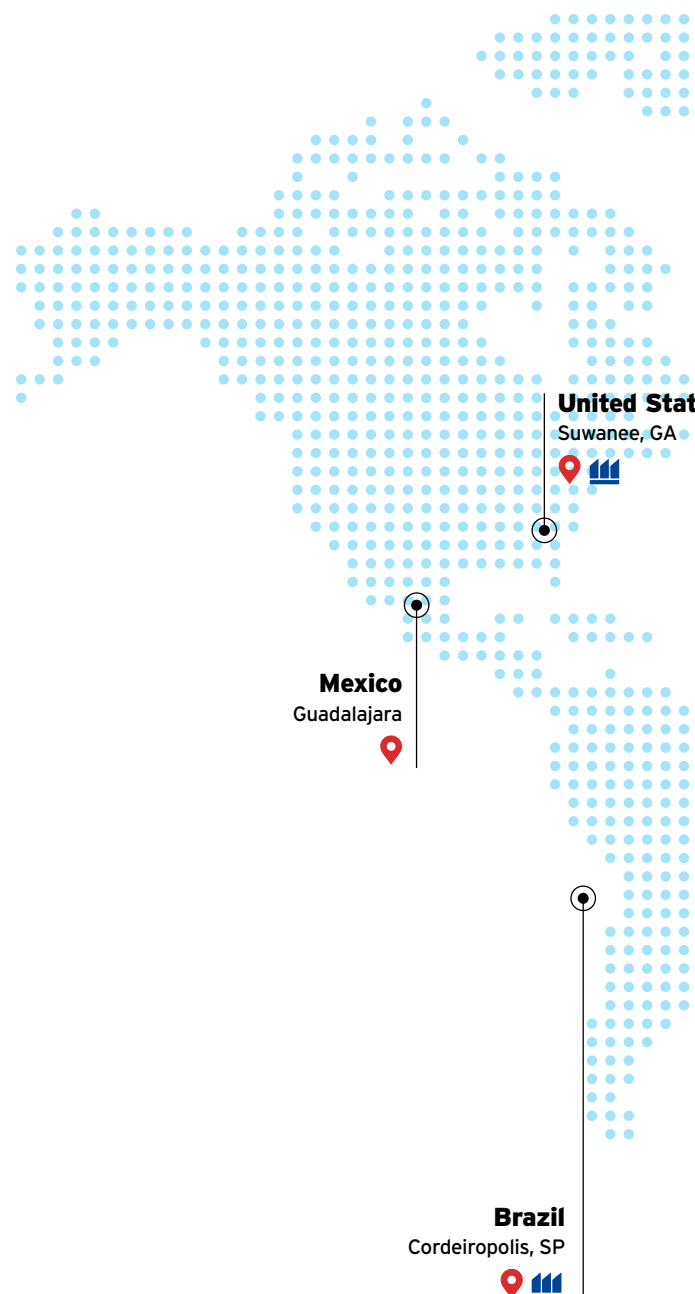 United Stat
Suwanee, GA
Mexico
Guadalajara
Brazil
Cordeiropolis, SP